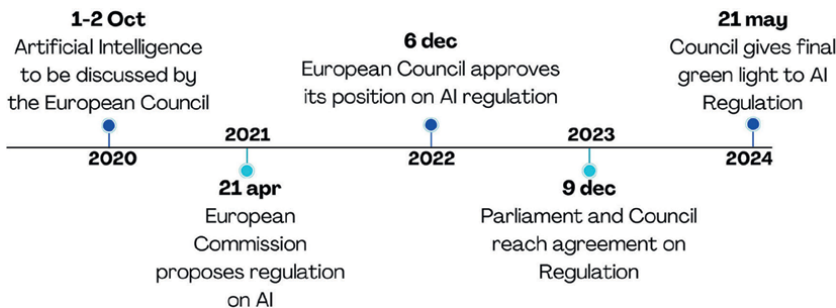 1-2 Oct
Artificial Intelligence
to be discussed by
the European Council
2020
2021
21 apr
European
Commission
proposes regulation
on AI
6 dec
European Council approves
its position on AI regulation
2022
2023
9 dec
Parliament and Council
reach agreement on
Regulation
21 may
Council gives final
green light to AI
Regulation
2024